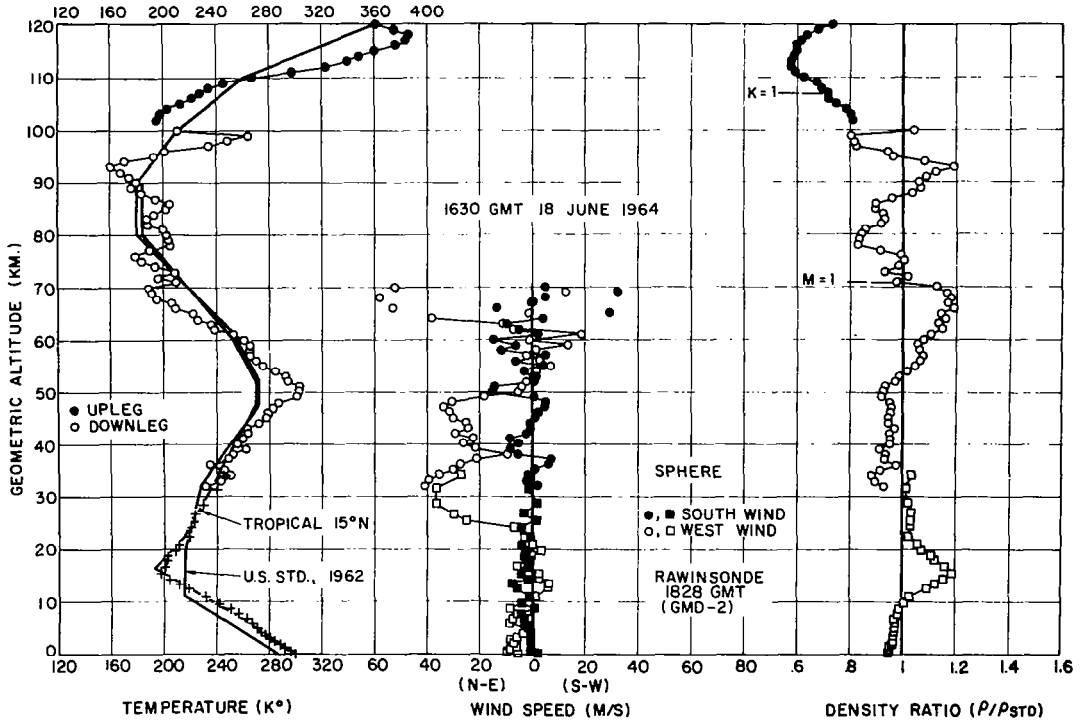 120 160 200 240 280 320 360 400
120
110
100
90
80
70
60
50
40
30
20
10
0
GEOMETRIC ALTITUDE (KM.)
K=1
1630 GMT 18 JUNE 1964
M=1
● UPLEG
○ DOWNLEG
SPHERE
●,■ SOUTH WIND
○,□ WEST WIND
TROPICAL 15°N
U.S. STD., 1962
RAWINSONDE
1828 GMT
(GMD-2)
120 160 200 240 280 320 60 40 20 0 20 40 60 80 .6 .8 1 1.2 1.4 1.6
(N-E) (S-W)
TEMPERATURE (K°) WIND SPEED (M/S) DENSITY RATIO (ρ/ρSTD)